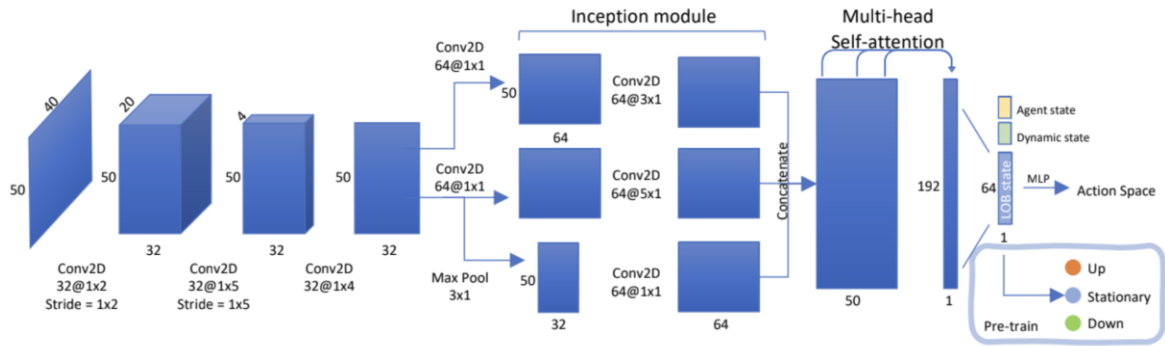 Inception module
Multi-head
Self-attention
40
50
Conv2D
32@1x2
Stride = 1x2
20
50
32
Conv2D
32@1x5
Stride = 1x5
4
50
32
Conv2D
32@1x4
50
32
Conv2D
64@1x1
Conv2D
64@1x1
Max Pool
3x1
50
64
50
32
Conv2D
64@3x1
Conv2D
64@5x1
Conv2D
64@1x1
64
Concatenate
50
192
1
Agent state
Dynamic state
64
LOB state
1
MLP
Action Space
Up
Stationary
Down
Pre-train